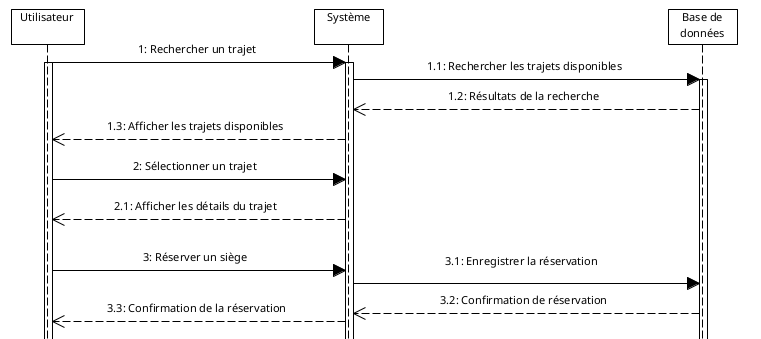 Utilisateur
Système
Base de
données
1: Rechercher un trajet
1.1: Rechercher les trajets disponibles
1.2: Résultats de la recherche
1.3: Afficher les trajets disponibles
2: Sélectionner un trajet
2.1: Afficher les détails du trajet
3: Réserver un siège
3.1: Enregistrer la réservation
3.2: Confirmation de réservation
3.3: Confirmation de la réservation